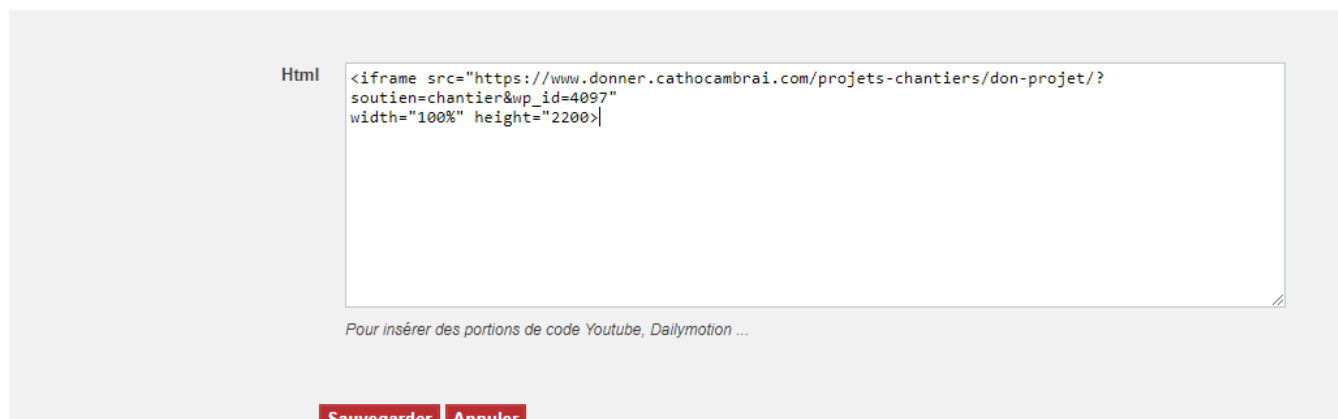 Html
<iframe src="https://www.donner.cathocambrai.com/projets-chantiers/don-projet/?
soutien=chantier&wp_id=4097"
width="100%" height="2200>
Pour insérer des portions de code Youtube, Dailymotion ...
Sauvegarder Annuler